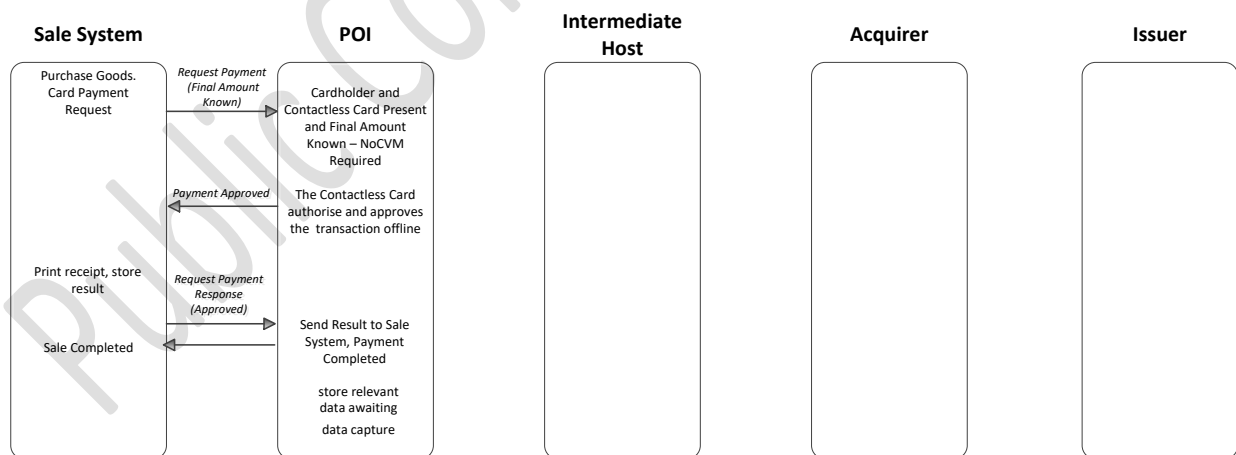 Sale System
POI
Intermediate
Host
Acquirer
Issuer
Purchase Goods.
Card Payment
Request
Request Payment
(Final Amount
Known)
Cardholder and
Contactless Card Present
and Final Amount
Known – NoCVM
Required
Payment Approved
The Contactless Card
authorise and approves
the transaction offline
Print receipt, store
result
Request Payment
Response
(Approved)
Send Result to Sale
System, Payment
Completed
Sale Completed
store relevant
data awaiting
data capture
Public Co